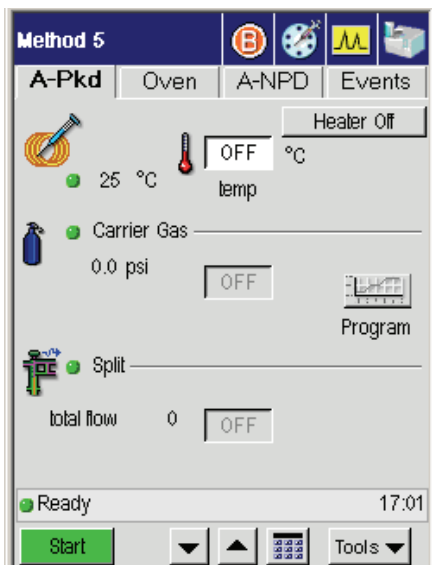 Method 5
B
A-Pkd Oven A-NPD Events
Heater Off
OFF °C
25 °C temp
Carrier Gas
0.0 psi OFF
Program
Split
total flow 0 OFF
Ready 17:01
Start Tools